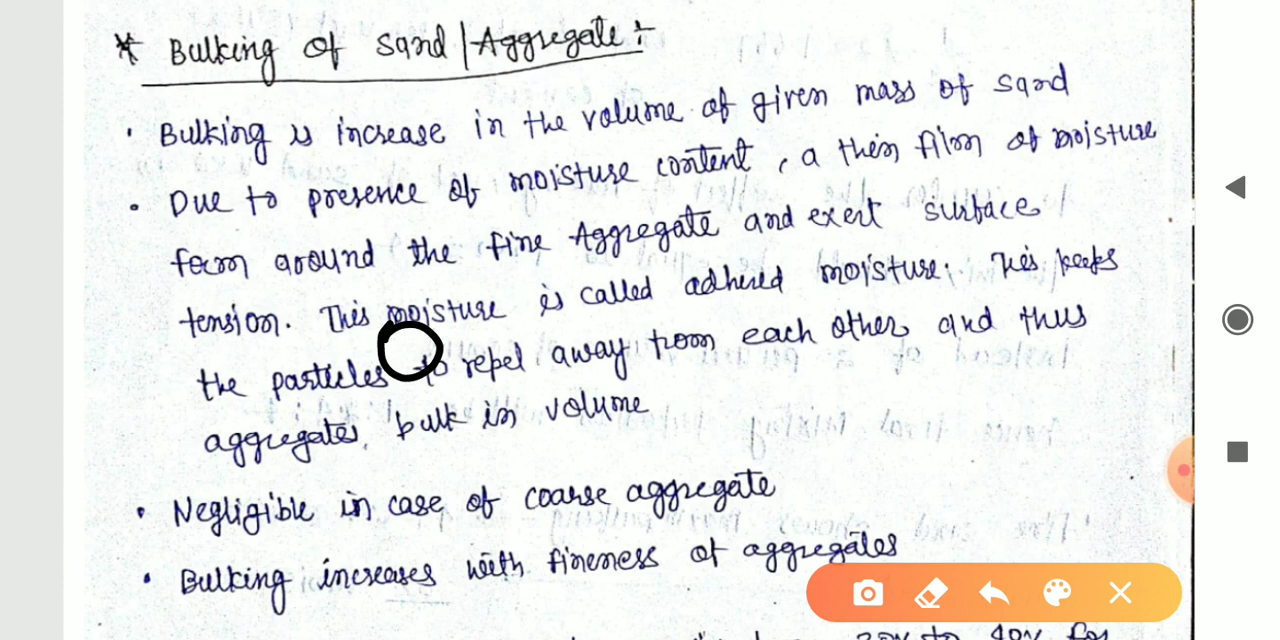 * Bulking of Sand/Aggregate :-
• Bulking is increase in the volume of given mass of sand
• Due to presence of moisture content, a thin film of moisture
form around the fine Aggregate and exert surface
tension. This moisture is called adhered moisture. This keeps
the particles to repel away from each other and thus
aggregates bulk in volume
• Negligible in case of coarse aggregate
• Bulking increases with fineness of aggregates